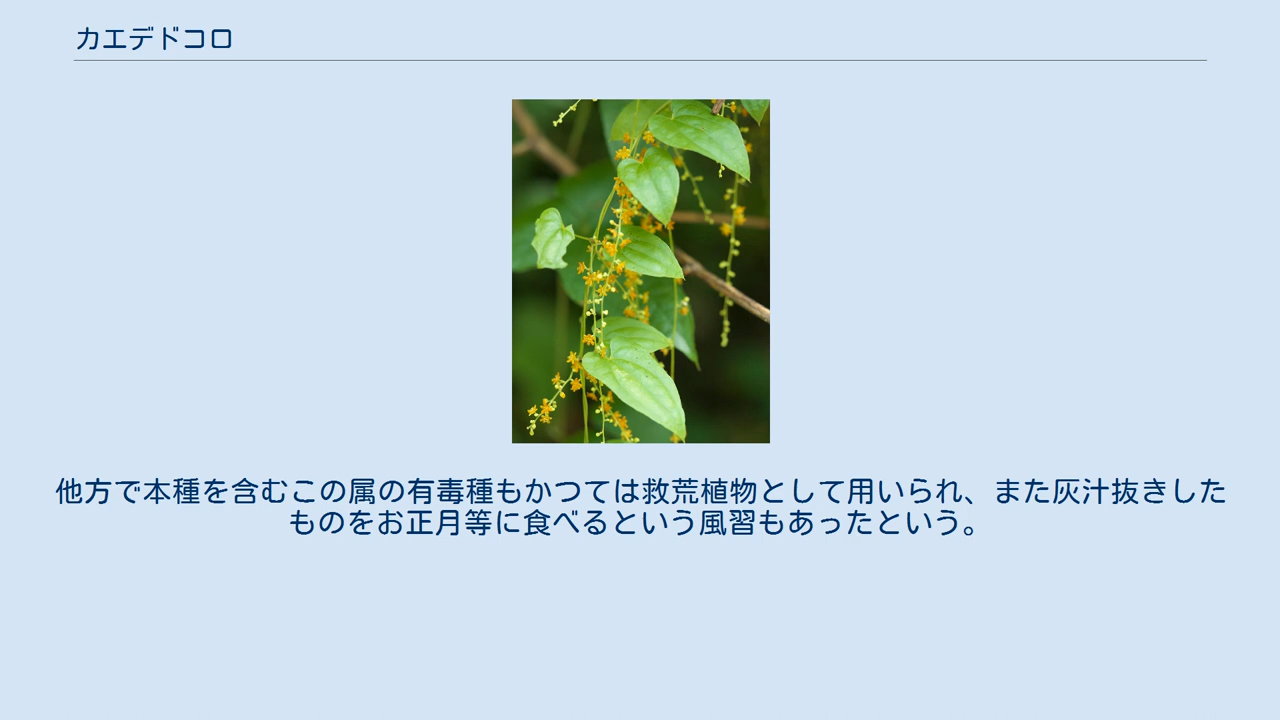 カエデドコロ
他方で本種を含むこの属の有毒種もかつては救荒植物として用いられ、また灰汁抜きした
ものをお正月等に食べるという風習もあったという。